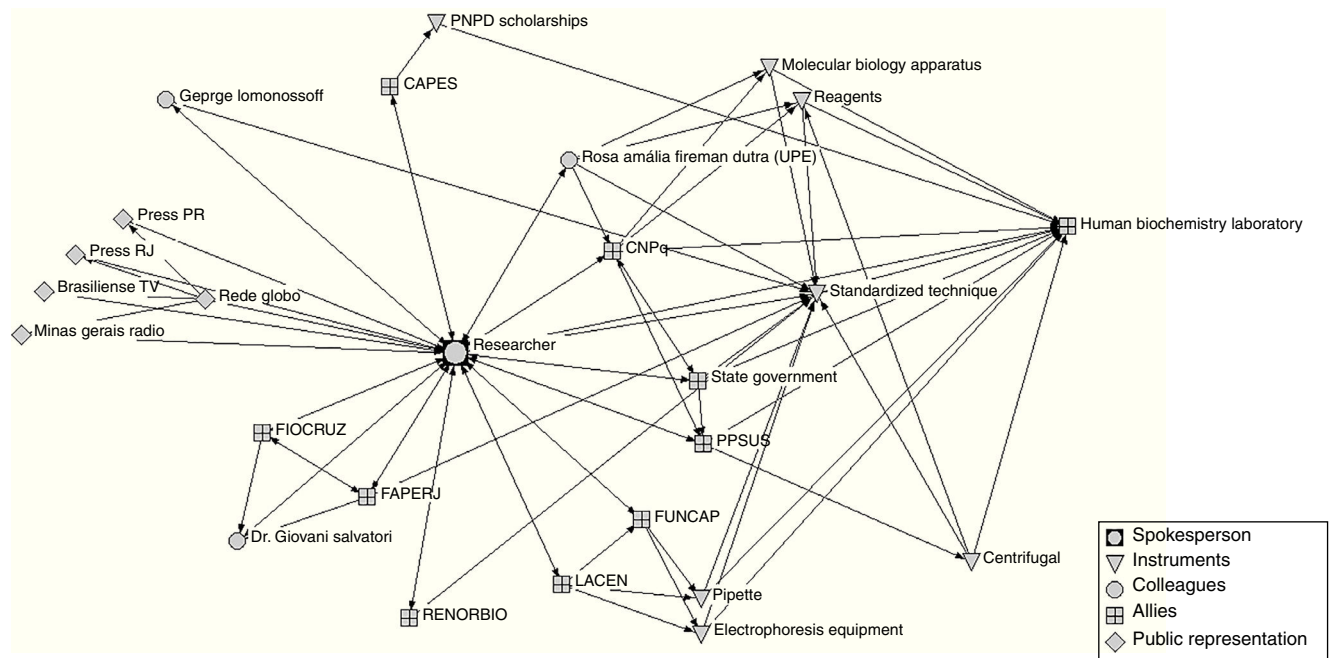 PNPD scholarships
Molecular biology apparatus
CAPES
Geprge lomonossoff
Reagents
Rosa amália fireman dutra (UPE)
Press PR
Human biochemistry laboratory
CNPq
Press RJ
Brasiliense TV
Rede globo
Standardized technique
Minas gerais radio
Researcher
State government
FIOCRUZ
PPSUS
FAPERJ
FUNCAP
Dr. Giovani salvatori
Centrifugal
LACEN
Pipette
RENORBIO
Electrophoresis equipment
Spokesperson
Instruments
Colleagues
Allies
Public representation